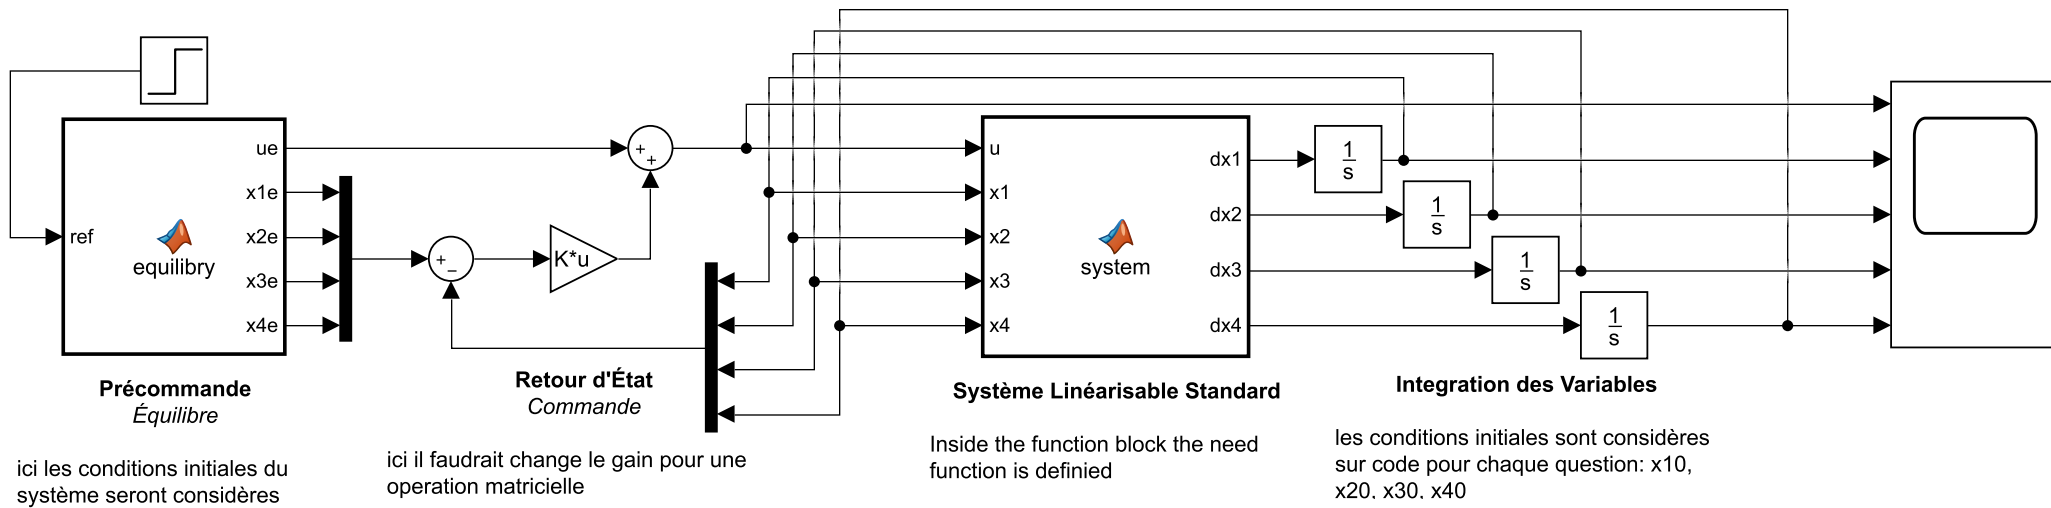 ue
x1e
x2e
x3e
x4e
ref
equilibry
Précommande
Équilibre
ici les conditions initiales du
système seront considères
+
+
+
−
K*u
Retour d'État
Commande
ici il faudrait change le gain pour une
operation matricielle
u
x1
x2
x3
x4
system
dx1
dx2
dx3
dx4
Système Linéarisable Standard
Inside the function block the need
function is definied
1
s
1
s
1
s
1
s
Integration des Variables
les conditions initiales sont considères
sur code pour chaque question: x10,
x20, x30, x40